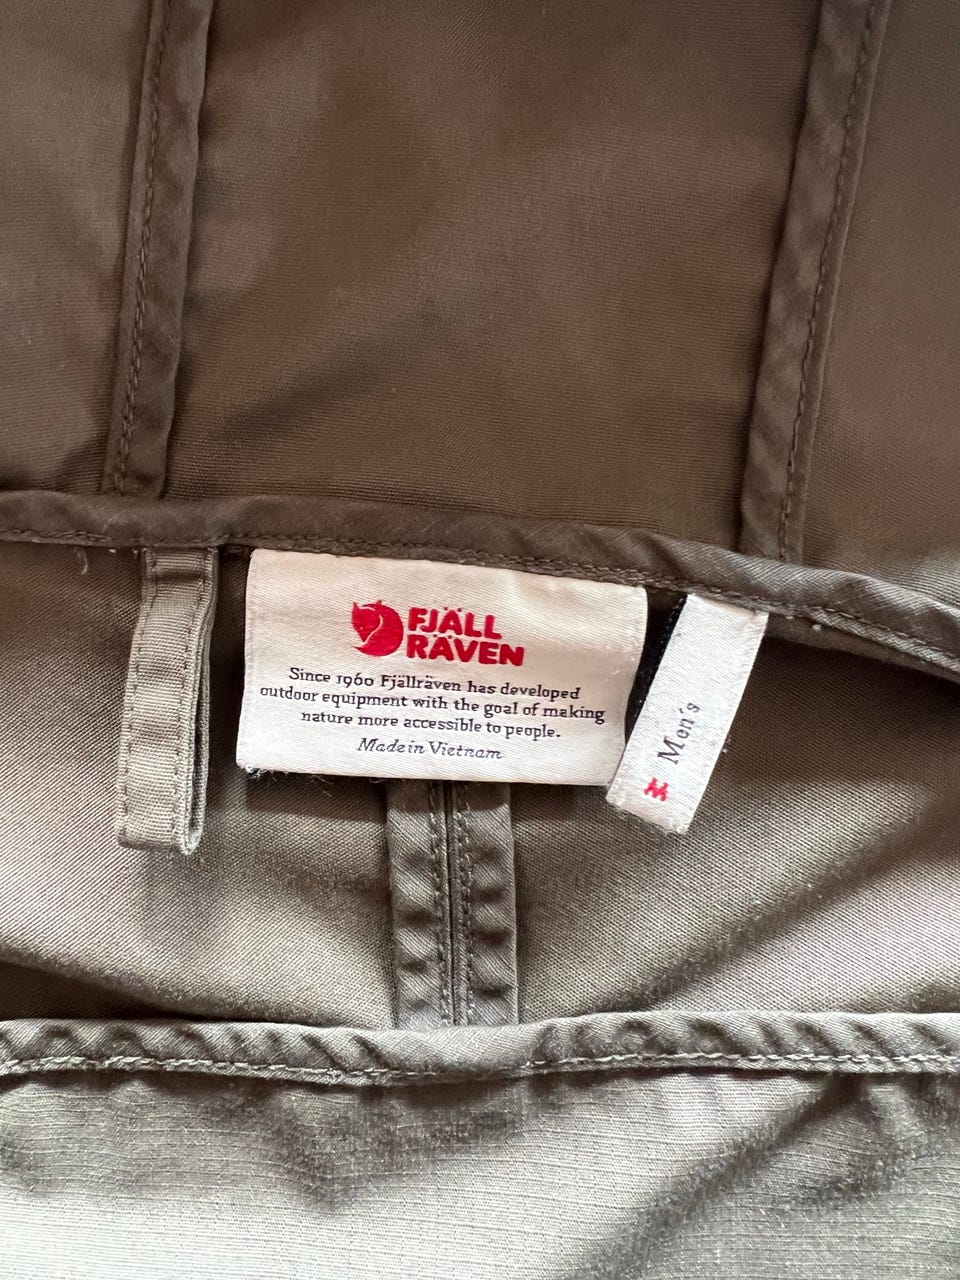 FJÄLL
RÄVEN
Since 1960 Fjällräven has developed
outdoor equipment with the goal of making
nature more accessible to people.
Made in Vietnam
M Men's